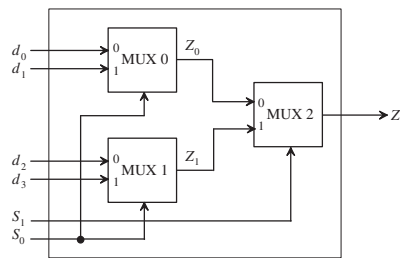 d₀ 0 MUX 0 Z₀
d₁ 1
0 MUX 2 Z
1
d₂ 0 MUX 1 Z₁
d₃ 1
S₁
S₀